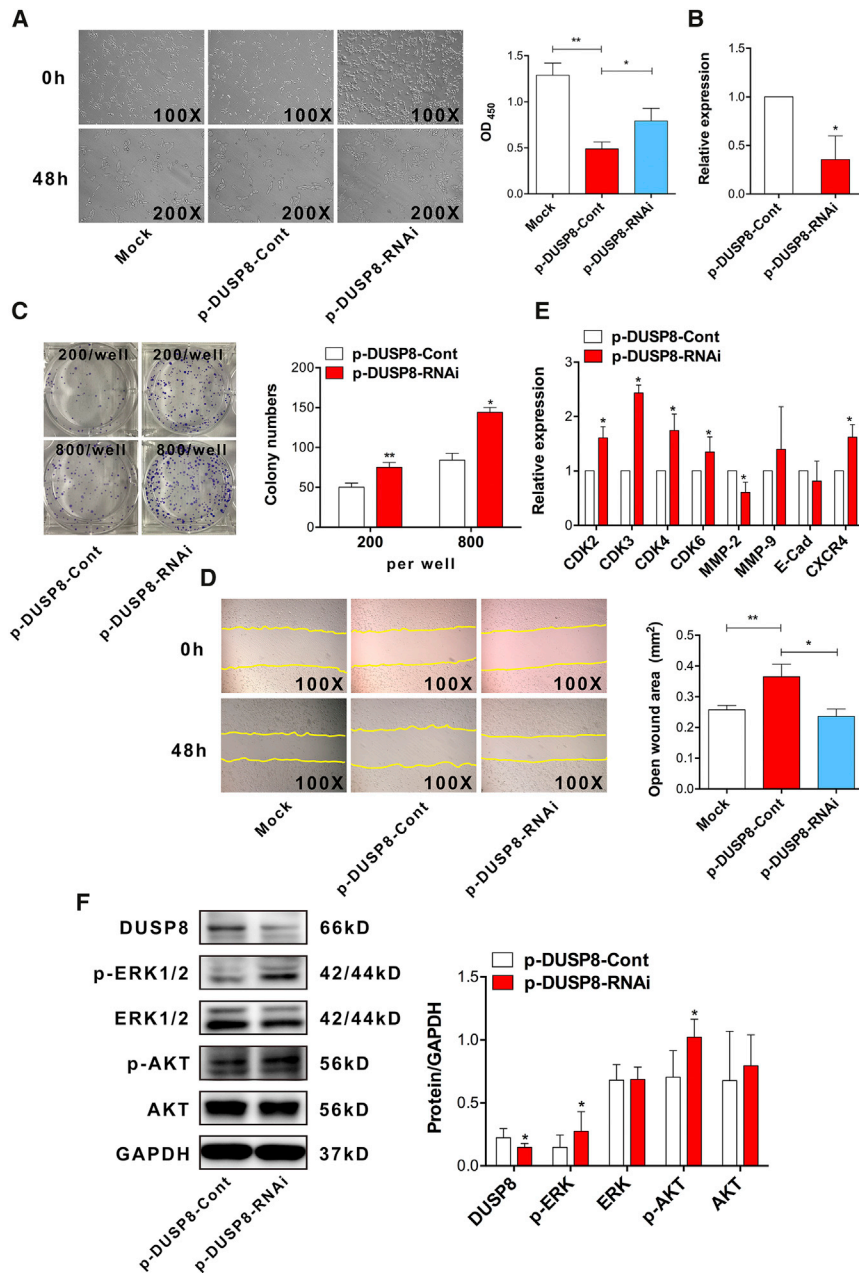 A
0h
100X
100X
100X
48h
200X
200X
200X
Mock
p-DUSP8-Cont
p-DUSP8-RNAi
OD450
1.5
1.0
0.5
0.0
**
*
Mock
p-DUSP8-Cont
p-DUSP8-RNAi
B
Relative expression
1.5
1.0
0.5
0.0
*
p-DUSP8-Cont
p-DUSP8-RNAi
C
200/well
200/well
800/well
800/well
p-DUSP8-Cont
p-DUSP8-RNAi
p-DUSP8-Cont
p-DUSP8-RNAi
Colony numbers
200
150
100
50
0
**
*
200
800
per well
E
p-DUSP8-Cont
p-DUSP8-RNAi
Relative expression
3
2
1
0
*
*
*
*
*
*
CDK2
CDK3
CDK4
CDK6
MMP-2
MMP-9
E-Cad
CXCR4
D
0h
100X
100X
100X
48h
100X
100X
100X
Mock
p-DUSP8-Cont
p-DUSP8-RNAi
Open wound area (mm2)
0.5
0.4
0.3
0.2
0.1
0.0
**
*
Mock
p-DUSP8-Cont
p-DUSP8-RNAi
F
DUSP8
66kD
p-ERK1/2
42/44kD
ERK1/2
42/44kD
p-AKT
56kD
AKT
56kD
GAPDH
37kD
p-DUSP8-Cont
p-DUSP8-RNAi
p-DUSP8-Cont
p-DUSP8-RNAi
Protein/GAPDH
1.5
1.0
0.5
0.0
*
*
*
DUSP8
p-ERK
ERK
p-AKT
AKT